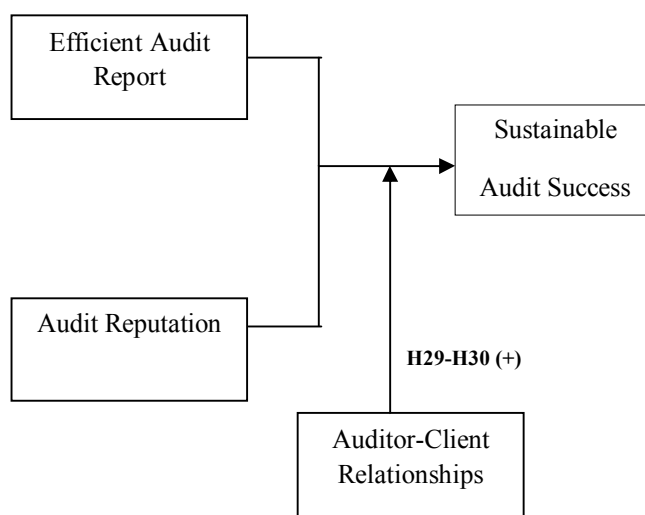 Efficient Audit
Report
Sustainable
Audit Success
Audit Reputation
H29-H30 (+)
Auditor-Client
Relationships